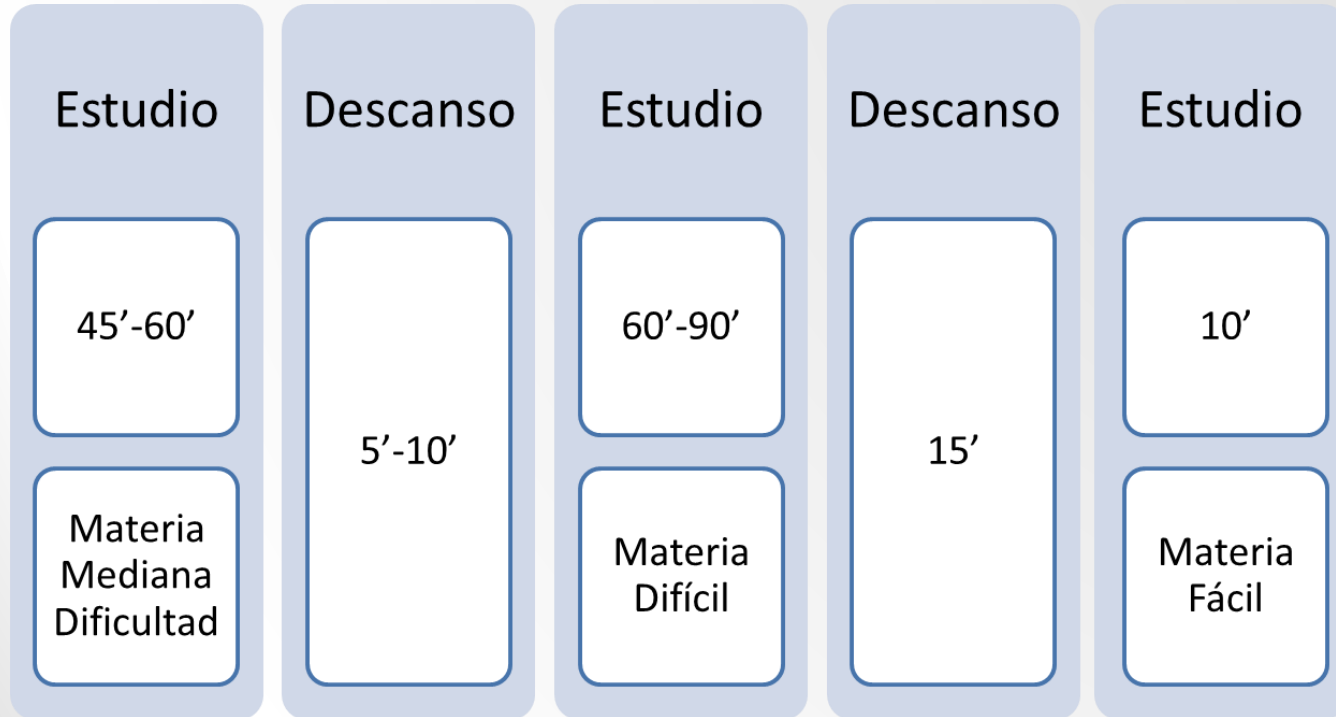 Estudio
45’-60’
Materia
Mediana
Dificultad
Descanso
5’-10’
Estudio
60’-90’
Materia
Difícil
Descanso
15’
Estudio
10’
Materia
Fácil